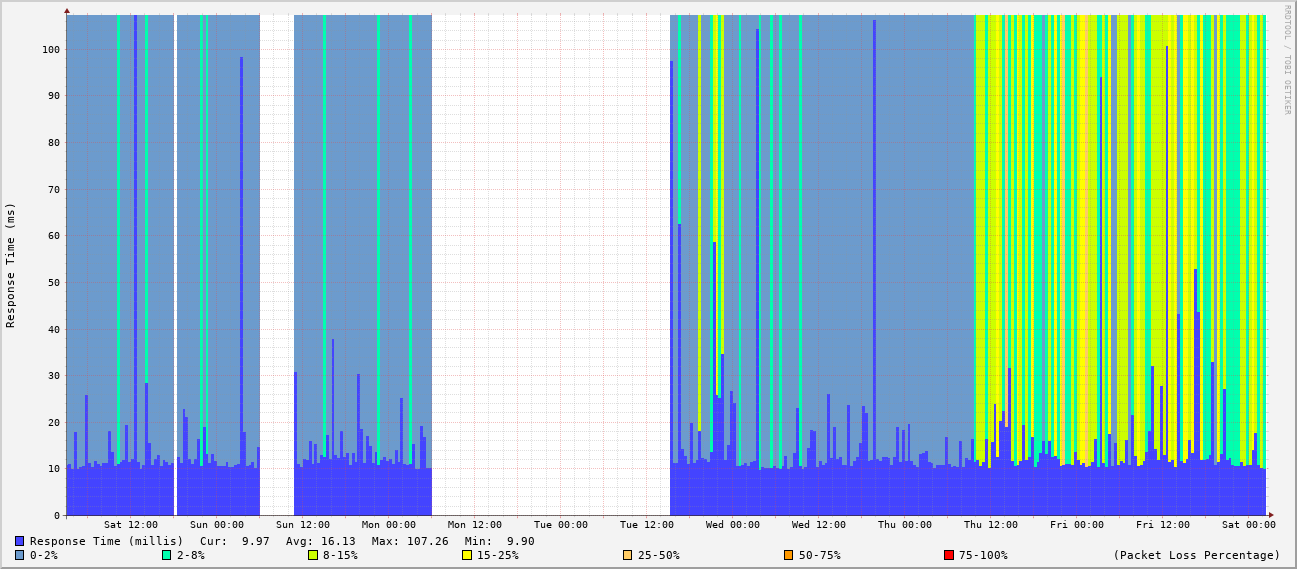 RRDTOOL / TOBI OETIKER
Response Time (ms)
100
90
80
70
60
50
40
30
20
10
0
Sat 12:00 Sun 00:00 Sun 12:00 Mon 00:00 Mon 12:00 Tue 00:00 Tue 12:00 Wed 00:00 Wed 12:00 Thu 00:00 Thu 12:00 Fri 00:00 Fri 12:00 Sat 00:00
Response Time (millis) Cur: 9.97 Avg: 16.13 Max: 107.26 Min: 9.90
0-2% 2-8% 8-15% 15-25% 25-50% 50-75% 75-100% (Packet Loss Percentage)